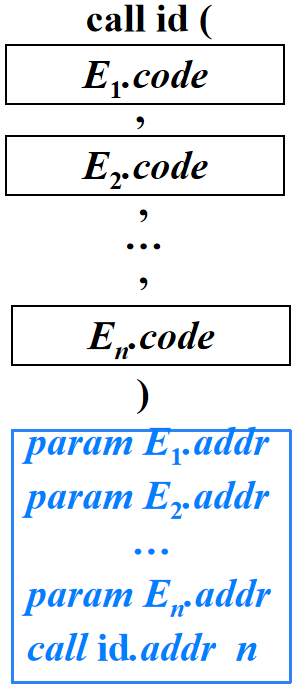 call id (
E₁.code
,
E₂.code
,
...
,
Eₙ.code
)
param E₁.addr
param E₂.addr
...
param Eₙ.addr
call id.addr n